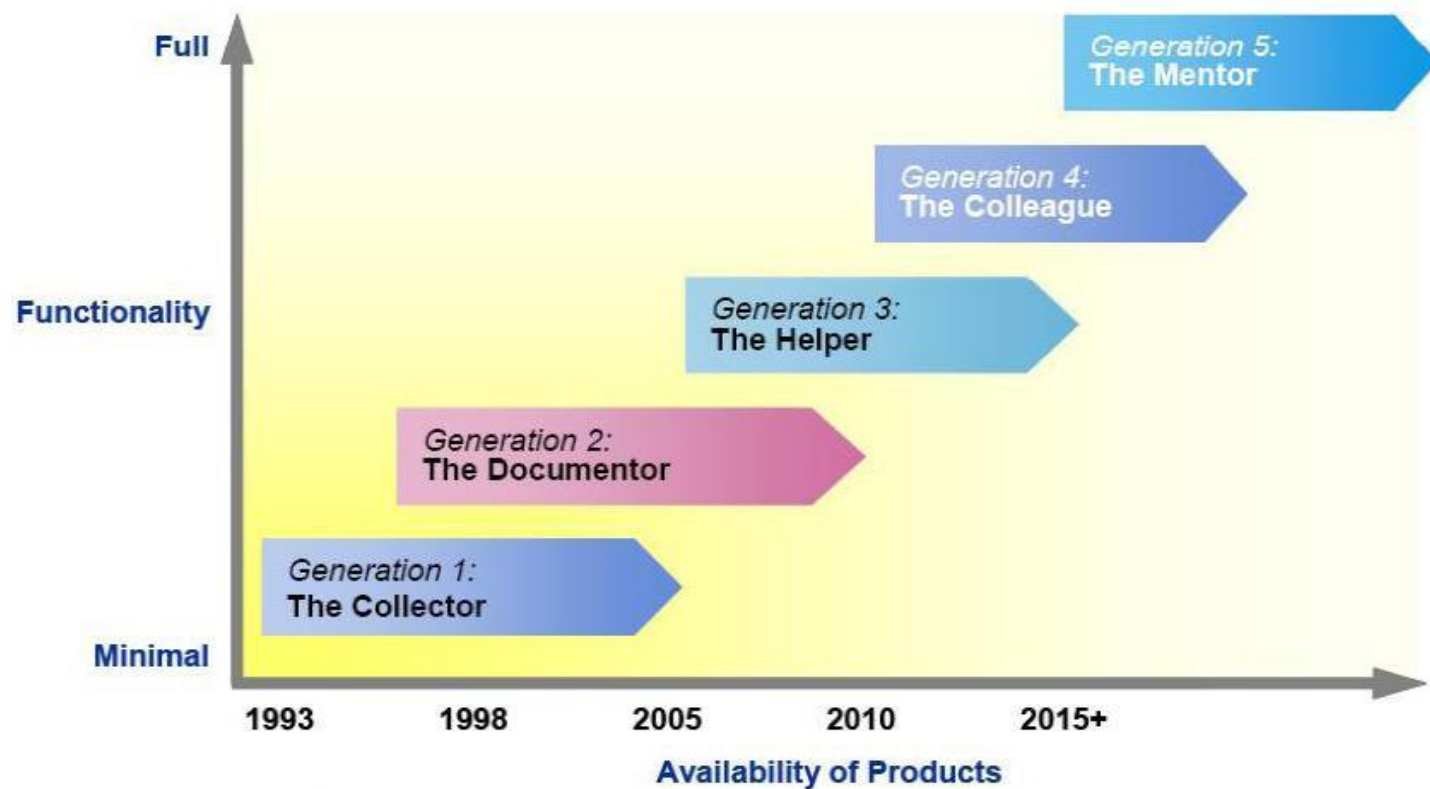 Full
Generation 5:
The Mentor
Generation 4:
The Colleague
Functionality
Generation 3:
The Helper
Generation 2:
The Documentor
Generation 1:
The Collector
Minimal
1993 1998 2005 2010 2015+
Availability of Products